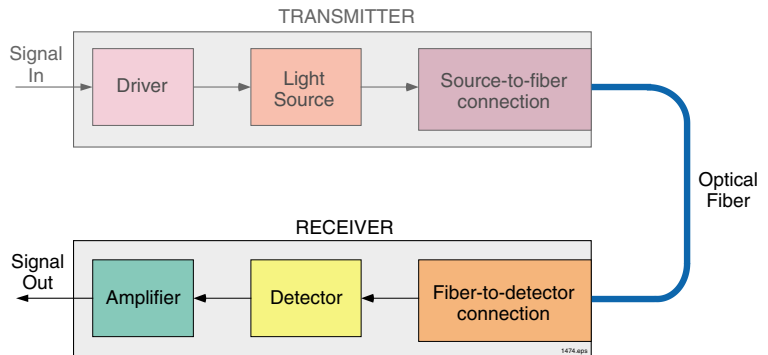 TRANSMITTER
Signal
In
Driver
Light
Source
Source-to-fiber
connection
Optical
Fiber
RECEIVER
Signal
Out
Amplifier
Detector
Fiber-to-detector
connection
1474.eps